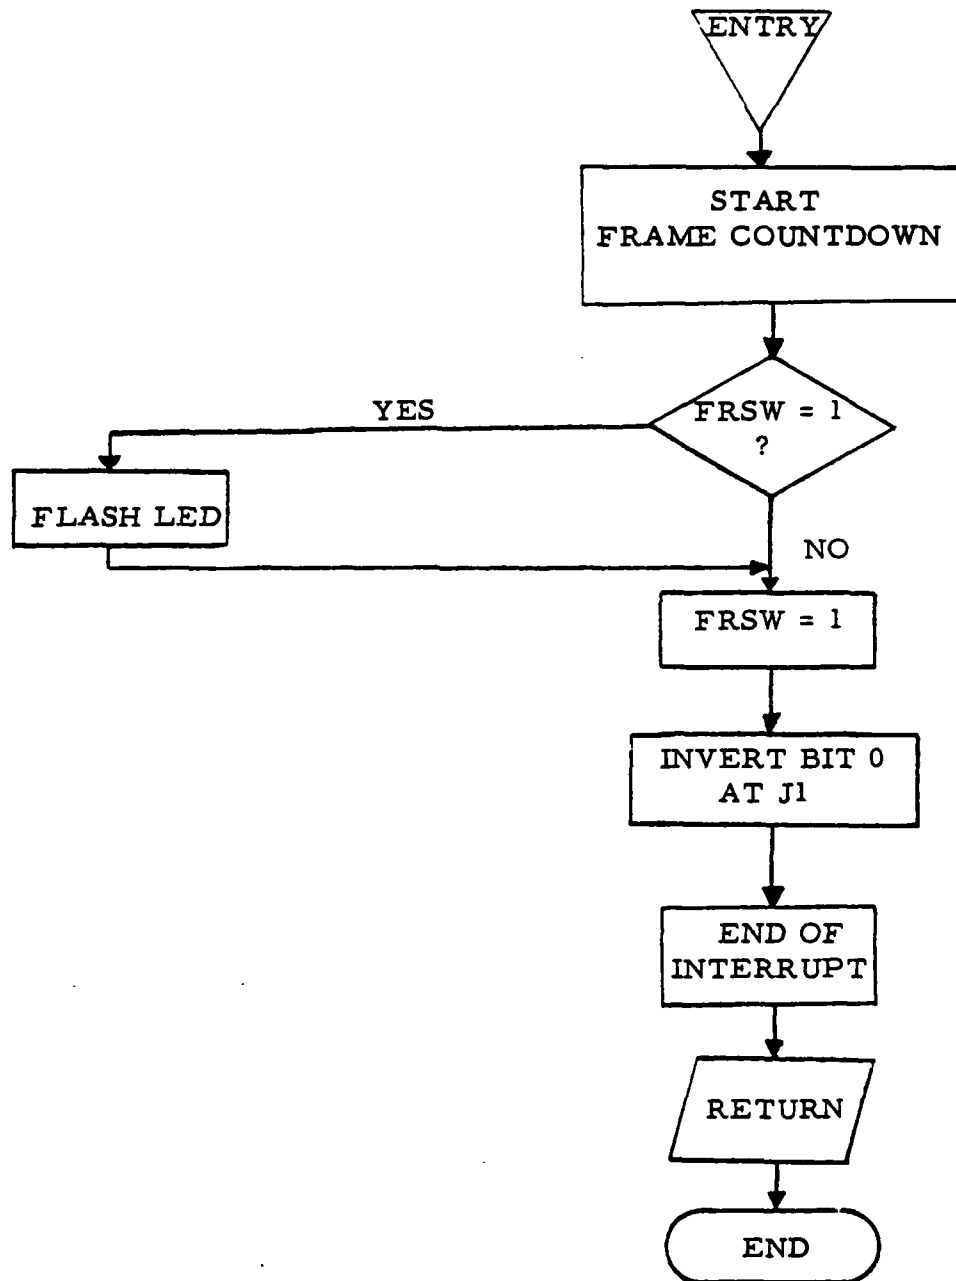 ENTRY
START
FRAME COUNTDOWN
FRSW = 1
?
YES
FLASH LED
NO
FRSW = 1
INVERT BIT 0
AT J1
END OF
INTERRUPT
RETURN
END